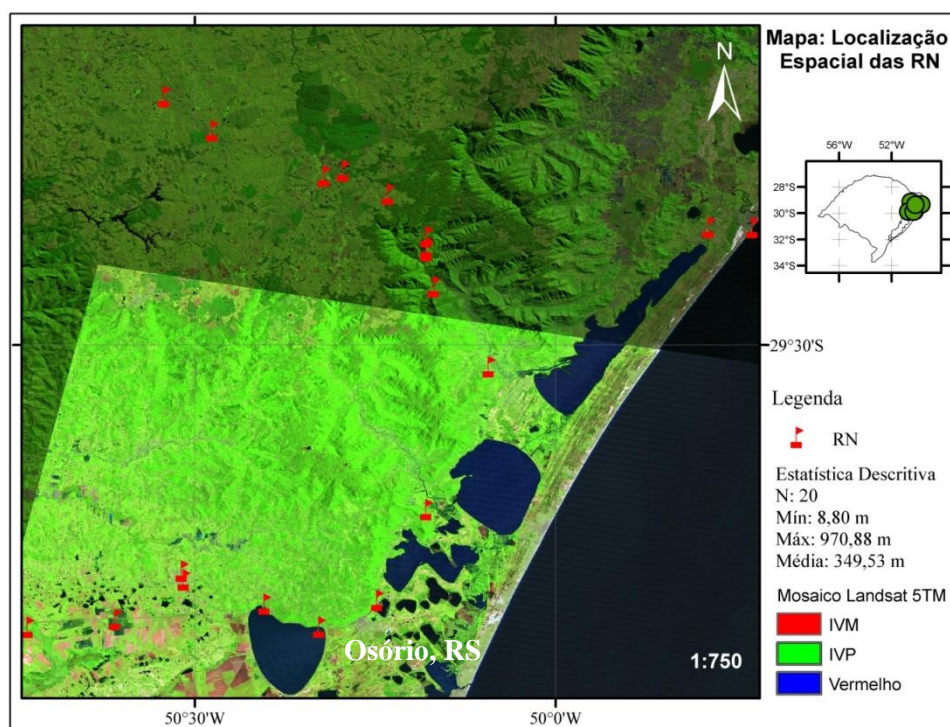 Mapa: Localização
Espacial das RN
N
56°W
52°W
28°S
30°S
32°S
34°S
29°30'S
Legenda
RN
Estatística Descritiva
N: 20
Mín: 8,80 m
Máx: 970,88 m
Média: 349,53 m
Mosaico Landsat 5TM
IVM
IVP
Vermelho
Osório, RS
1:750
50°30'W
50°0'W